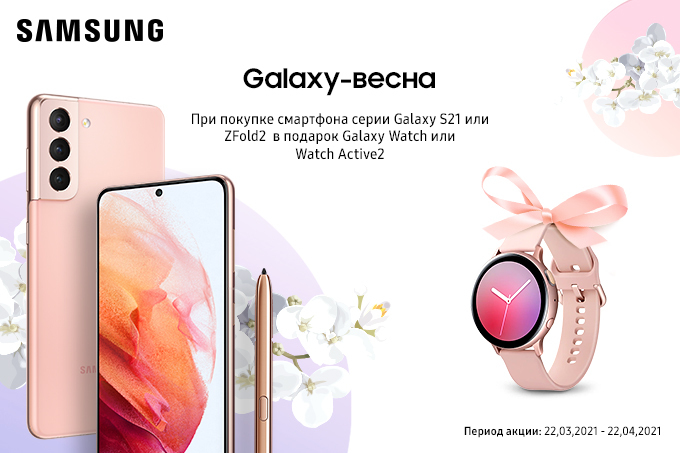 SAMSUNG
Galaxy-весна
При покупке смартфона серии Galaxy S21 или
ZFold2 в подарок Galaxy Watch или
Watch Active2
Период акции: 22,03,2021 - 22,04,2021